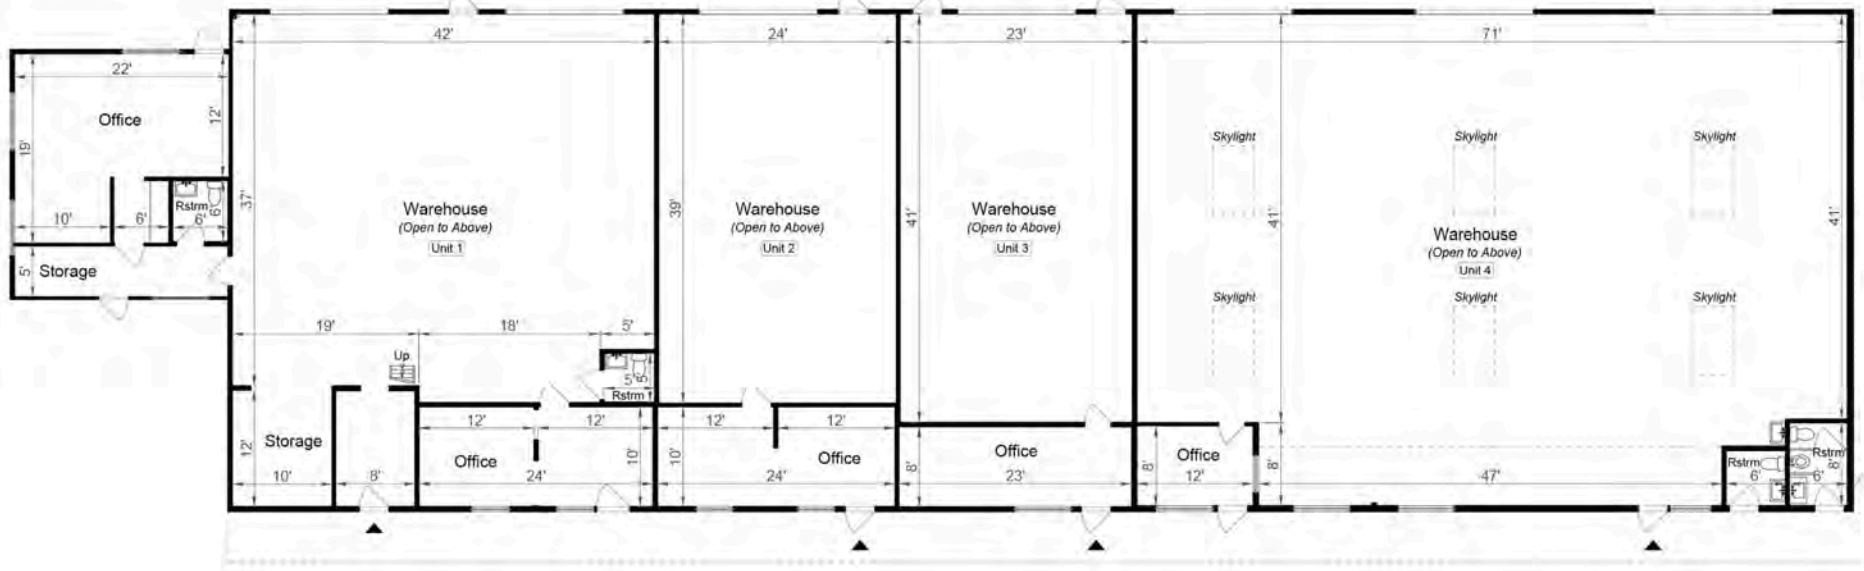 42'
24'
23'
71'
22'
Office
12'
19'
37'
39'
41'
41'
41'
Skylight
Skylight
Skylight
Rstrm
6'
10'
6'
6'
Warehouse
(Open to Above)
Unit 1
Warehouse
(Open to Above)
Unit 2
Warehouse
(Open to Above)
Unit 3
Warehouse
(Open to Above)
Unit 4
Storage
5'
Skylight
Skylight
Skylight
19'
18'
5'
Up
5'
5'
Rstrm
12'
12'
12'
12'
Storage
12'
Office
10'
10'
Office
Office
8'
8'
Office
8'
Rstrm
Rstrm
8'
10'
8'
24'
24'
23'
12'
47'
6'
6'